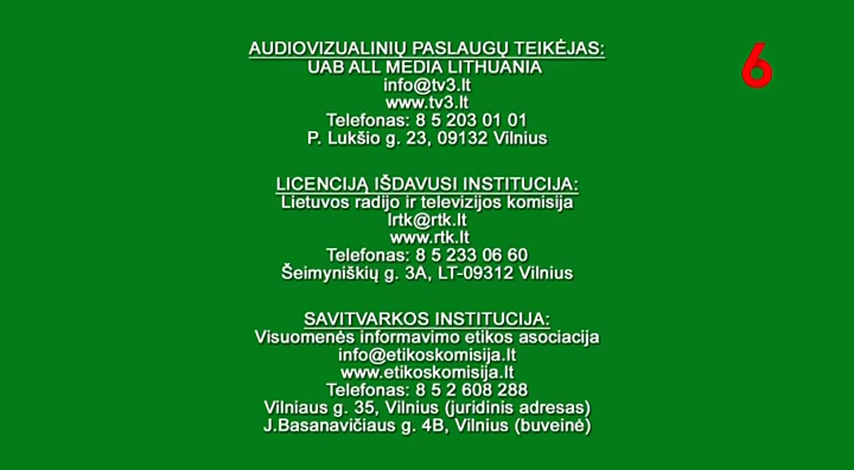 AUDIOVIZUALINIŲ PASLAUGŲ TEIKĖJAS:
UAB ALL MEDIA LITHUANIA
info@tv3.lt
www.tv3.lt
Telefonas: 8 5 203 01 01
P. Lukšio g. 23, 09132 Vilnius
6
LICENCIJĄ IŠDAVUSI INSTITUCIJA:
Lietuvos radijo ir televizijos komisija
lrtk@rtk.lt
www.rtk.lt
Telefonas: 8 5 233 06 60
Šeimyniškių g. 3A, LT-09312 Vilnius
SAVITVARKOS INSTITUCIJA:
Visuomenės informavimo etikos asociacija
info@etikoskomisija.lt
www.etikoskomisija.lt
Telefonas: 8 5 2 608 288
Vilniaus g. 35, Vilnius (juridinis adresas)
J.Basanavičiaus g. 4B, Vilnius (buveinė)